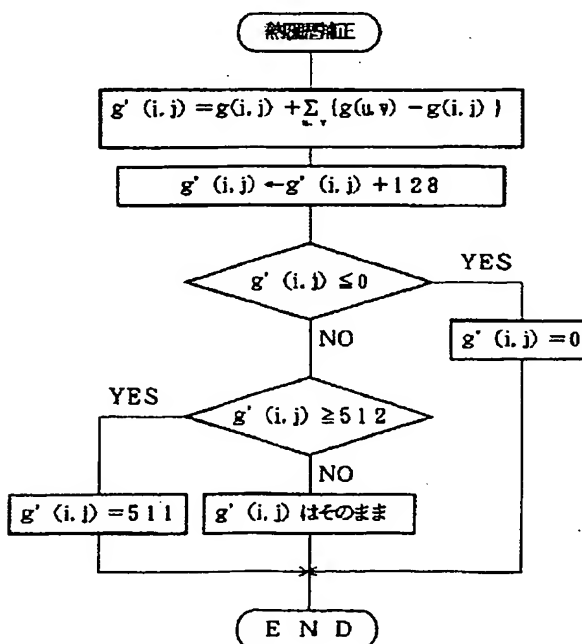 g' (i, j) =g(i, j) +Σ {g(u, v) -g(i, j) }
u, v
g' (i, j) ←g' (i, j) +128
g' (i, j) ≦0
YES
NO
g' (i, j) =0
YES
g' (i, j) ≧512
NO
g' (i, j) =511
g' (i, j) はそのまま
E N D